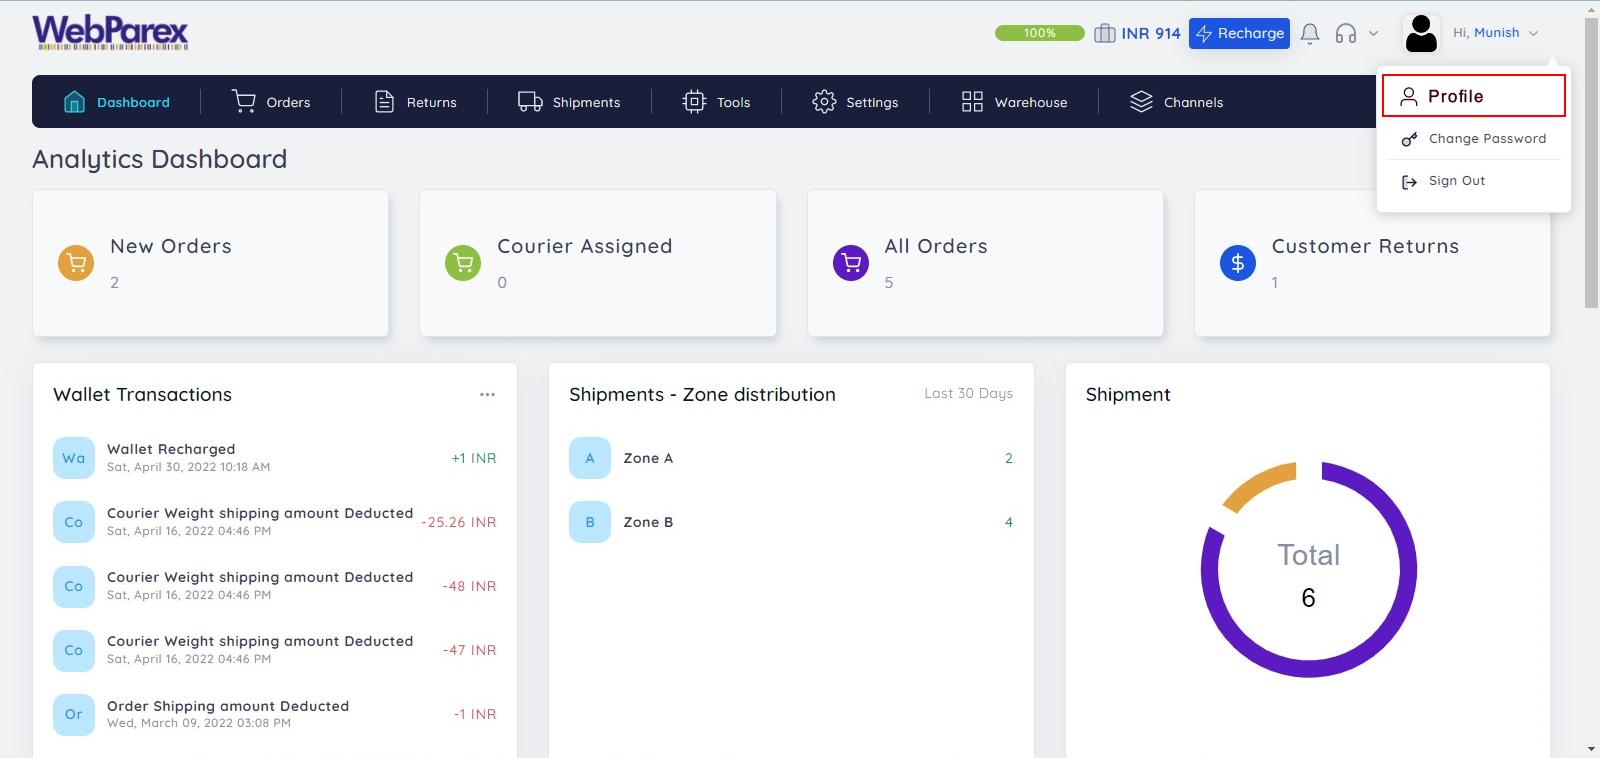 WebParex
100%
INR 914
Recharge
Hi, Munish
Dashboard
Orders
Returns
Shipments
Tools
Settings
Warehouse
Channels
Profile
Change Password
Sign Out
Analytics Dashboard
New Orders
2
Courier Assigned
0
All Orders
5
Customer Returns
1
Wallet Transactions
Wa
Wallet Recharged
Sat, April 30, 2022 10:18 AM
+1 INR
Co
Courier Weight shipping amount Deducted
Sat, April 16, 2022 04:46 PM
-25.26 INR
Co
Courier Weight shipping amount Deducted
Sat, April 16, 2022 04:46 PM
-48 INR
Co
Courier Weight shipping amount Deducted
Sat, April 16, 2022 04:46 PM
-47 INR
Or
Order Shipping amount Deducted
Wed, March 09, 2022 03:08 PM
-1 INR
Shipments - Zone distribution
Last 30 Days
A
Zone A
2
B
Zone B
4
Shipment
Total
6